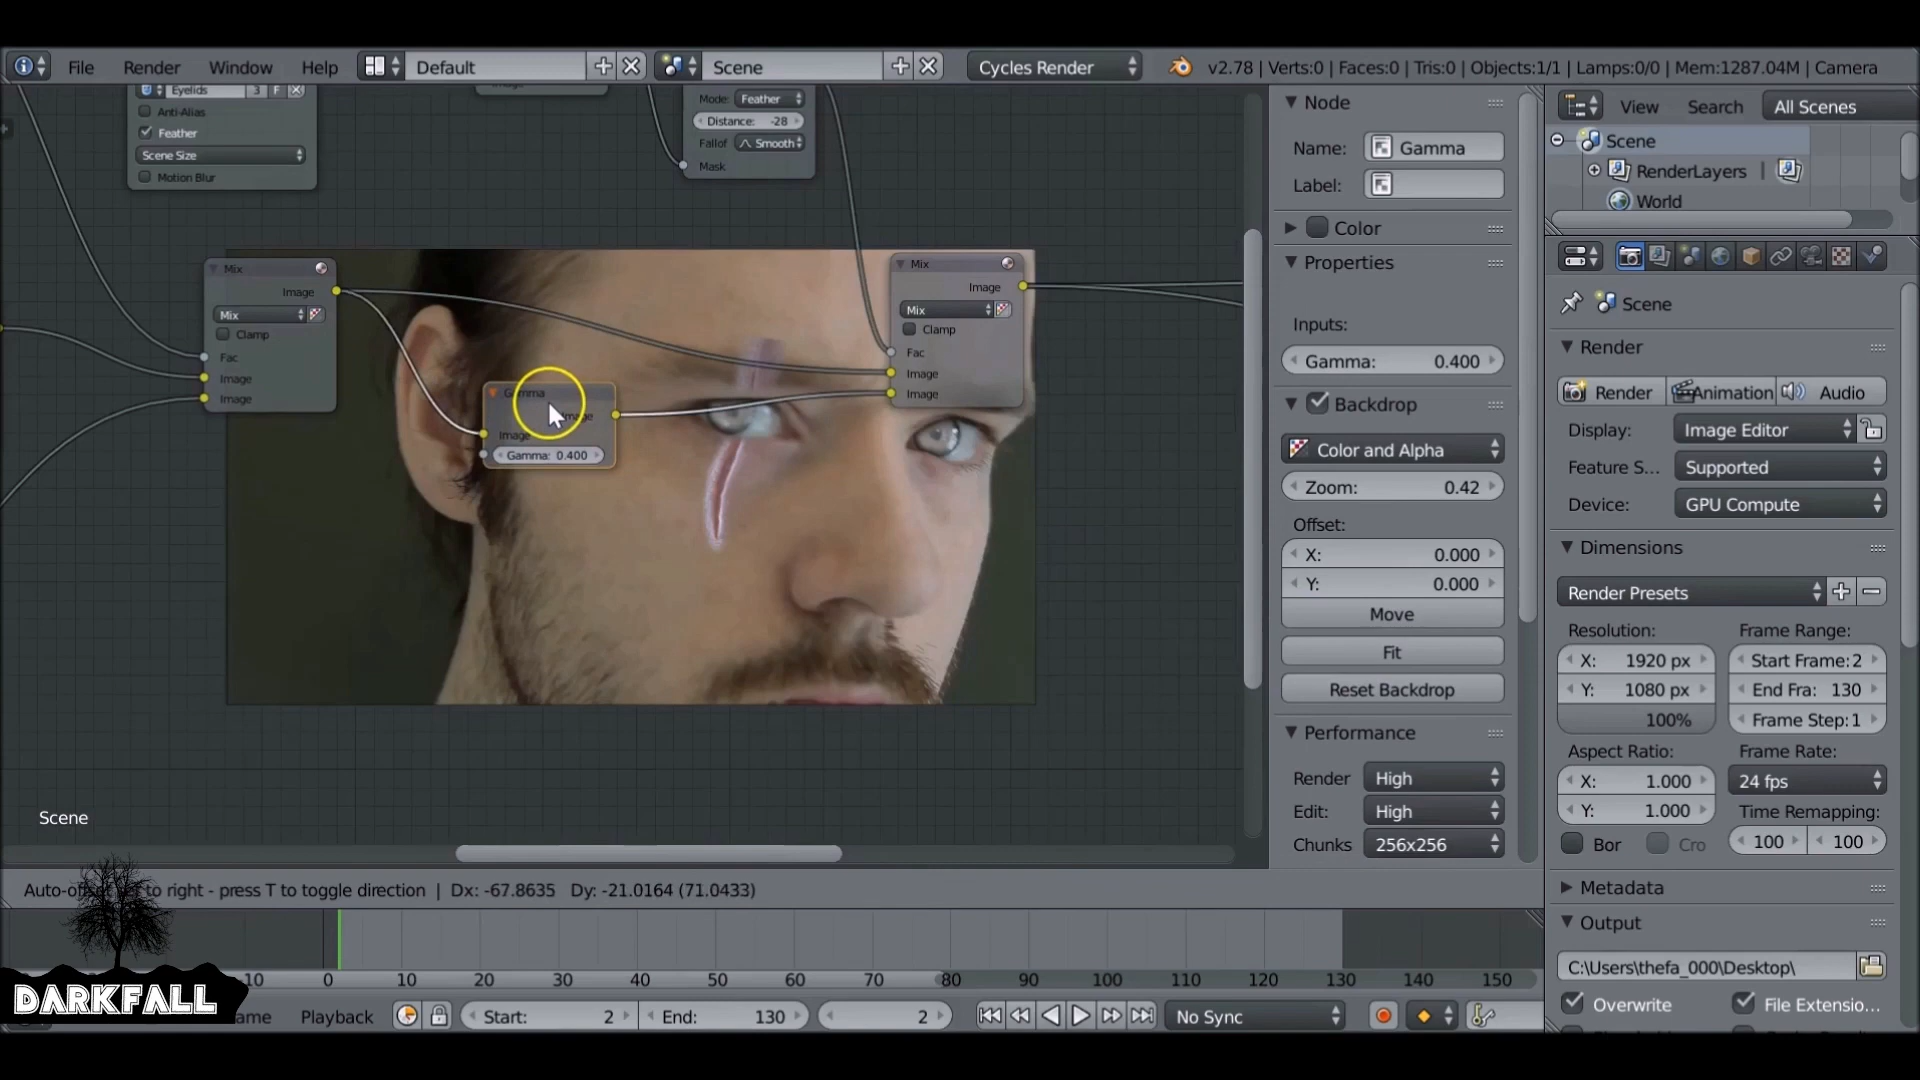 File Render Window Help Default Scene Cycles Render v2.78 | Verts:0 | Faces:0 | Tris:0 | Objects:1/1 | Lamps:0/0 | Mem:1287.04M | Camera
Eyelids 3 F
Anti-Alias
Feather
Scene Size
Motion Blur
Mode: Feather
Distance: -28
Fallof Smooth
Mask
Mix
Image
Mix
Clamp
Fac
Image
Image
Image
Image
Gamma: 0.400
Mix
Image
Mix
Clamp
Fac
Image
Image
Scene
Node
Name: Gamma
Label:
Color
Properties
Inputs:
Gamma: 0.400
Backdrop
Color and Alpha
Zoom: 0.42
Offset:
X: 0.000
Y: 0.000
Move
Fit
Reset Backdrop
Performance
Render High
Edit: High
Chunks 256x256
View Search All Scenes
Scene
RenderLayers |
World
Scene
Render
Render Animation Audio
Display: Image Editor
Feature S... Supported
Device: GPU Compute
Dimensions
Render Presets
Resolution: Frame Range:
X: 1920 px Start Frame: 2
Y: 1080 px End Fra: 130
100% Frame Step: 1
Aspect Ratio: Frame Rate:
X: 1.000 24 fps
Y: 1.000 Time Remapping:
Bor Cro 100 100
Metadata
Output
C:\Users\thefa_000\Desktop\
Overwrite File Extensio...
to right - press T to toggle direction | Dx: -67.8635 Dy: -21.0164 (71.0433)
-10 0 10 20 30 40 50 60 70 80 90 100 110 120 130 140 150
DARKFALL
Playback Start: 2 End: 130 2 No Sync